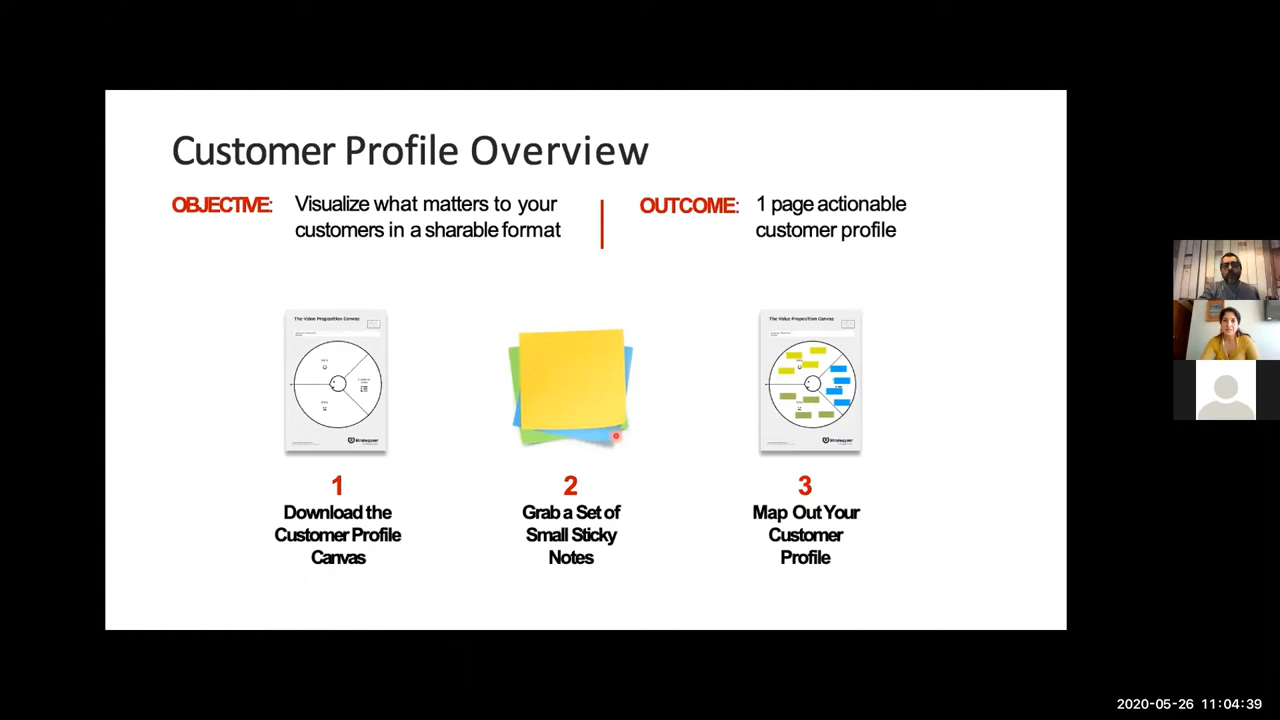 Customer Profile Overview
OBJECTIVE: Visualize what matters to your
customers in a sharable format
OUTCOME: 1 page actionable
customer profile
The Value Proposition Canvas
Strategyzer
The Value Proposition Canvas
Strategyzer
1
Download the
Customer Profile
Canvas
2
Grab a Set of
Small Sticky
Notes
3
Map Out Your
Customer
Profile
2020-05-26 11:04:39